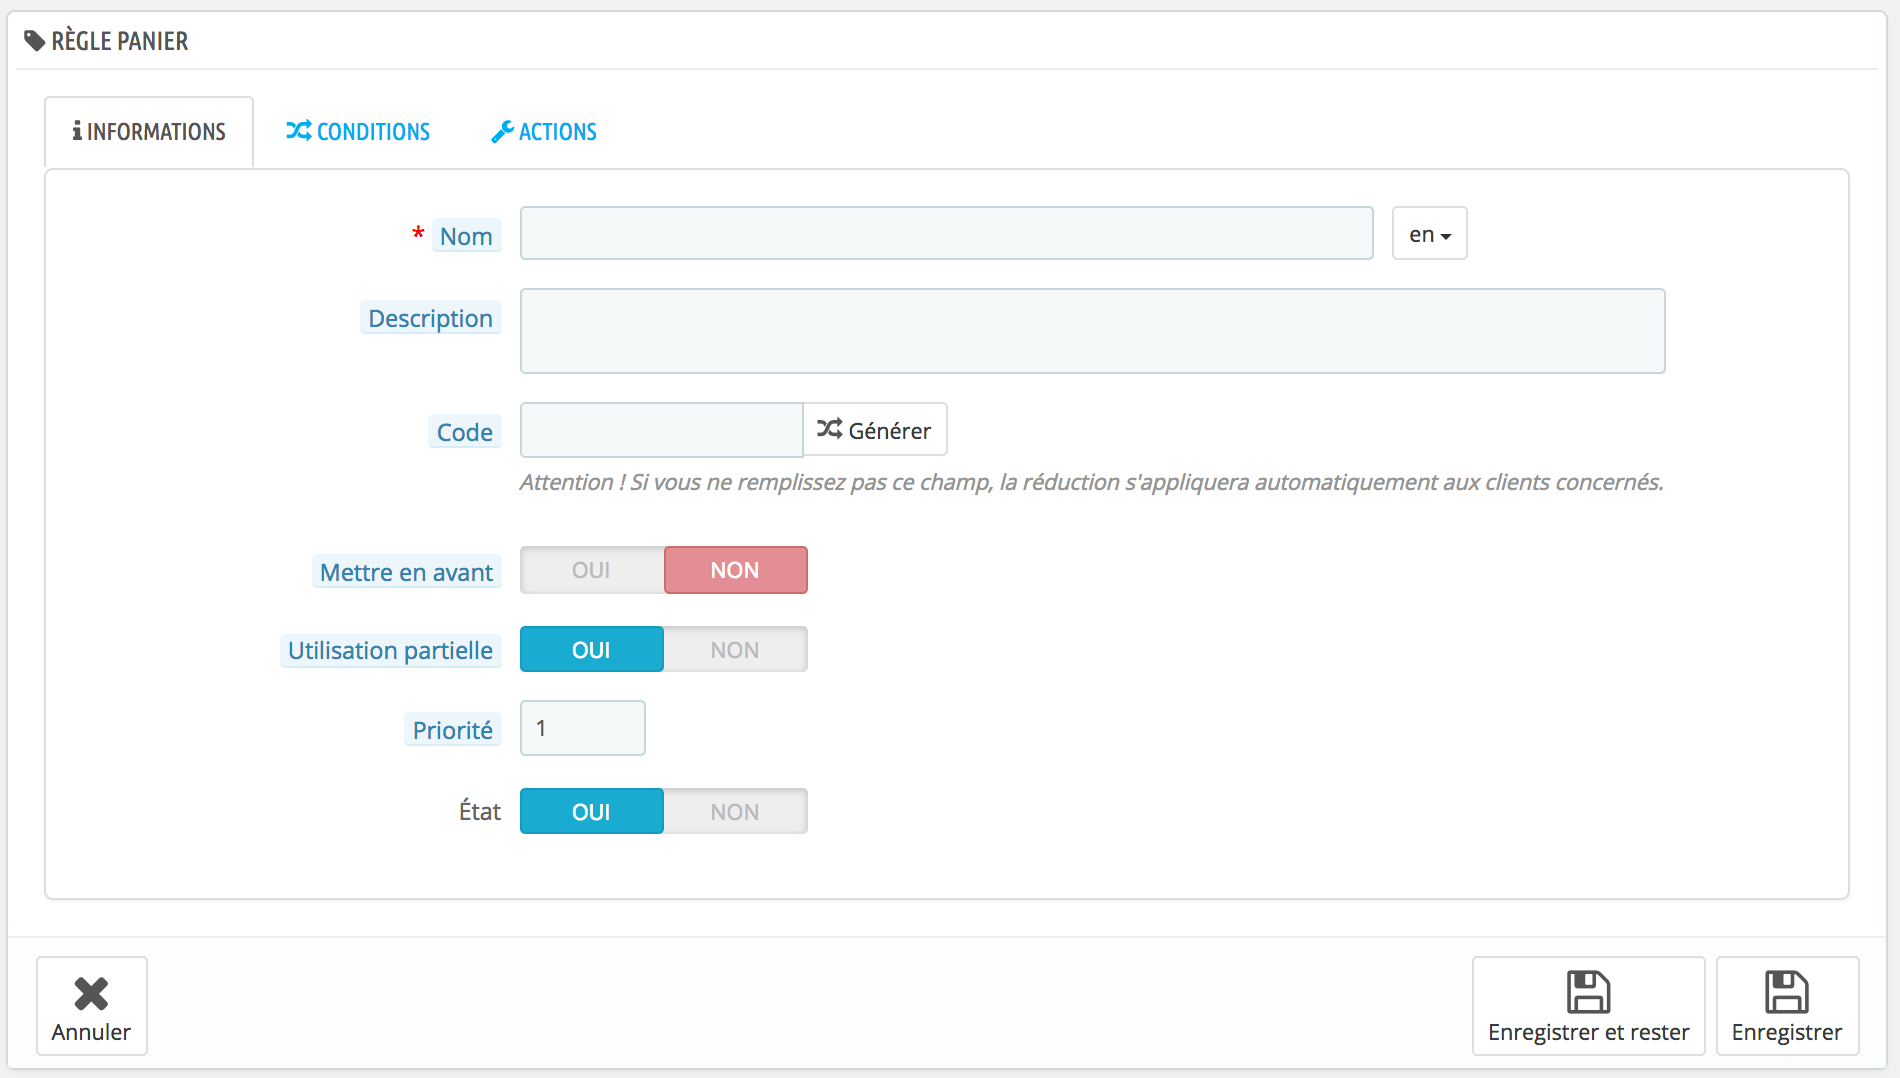 RÈGLE PANIER
INFORMATIONS CONDITIONS ACTIONS
* Nom en
Description
Code Générer
Attention ! Si vous ne remplissez pas ce champ, la réduction s'appliquera automatiquement aux clients concernés.
Mettre en avant OUI NON
Utilisation partielle OUI NON
Priorité 1
État OUI NON
Annuler Enregistrer et rester Enregistrer